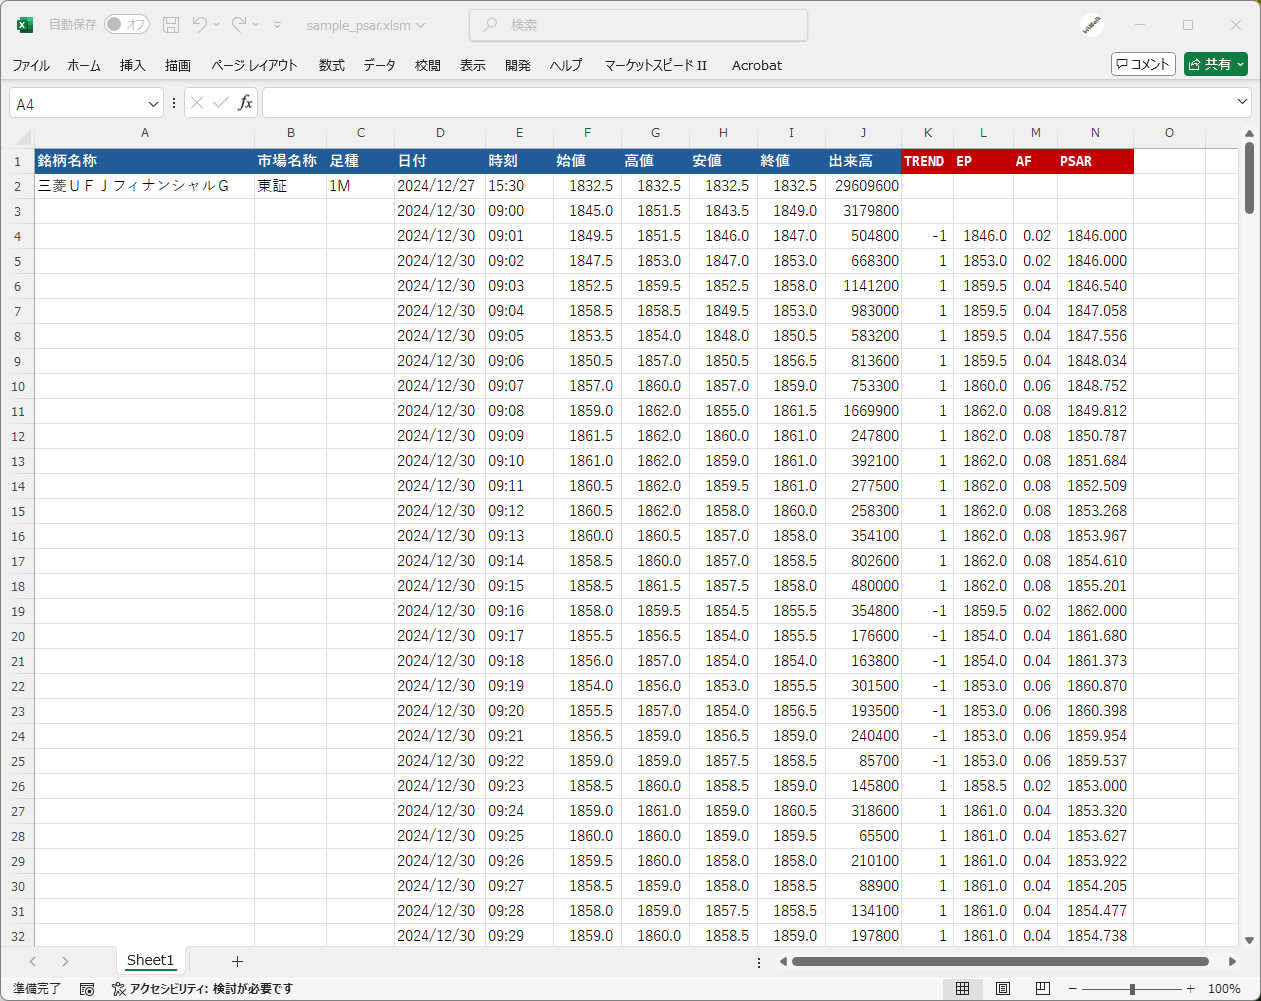 自動保存 オフ sample_psar.xlsm 検索
ファイル ホーム 挿入 描画 ページ レイアウト 数式 データ 校閲 表示 開発 ヘルプ マーケットスピード II Acrobat コメント 共有
A4 fx
A B C D E F G H I J K L M N O
1 銘柄名称 市場名称 足種 日付 時刻 始値 高値 安値 終値 出来高 TREND EP AF PSAR
2 三菱ＵＦＪフィナンシャルＧ 東証 1M 2024/12/27 15:30 1832.5 1832.5 1832.5 1832.5 29609600
3 2024/12/30 09:00 1845.0 1851.5 1843.5 1849.0 3179800
4 2024/12/30 09:01 1849.5 1851.5 1846.0 1847.0 504800 -1 1846.0 0.02 1846.000
5 2024/12/30 09:02 1847.5 1853.0 1847.0 1853.0 668300 1 1853.0 0.02 1846.000
6 2024/12/30 09:03 1852.5 1859.5 1852.5 1858.0 1141200 1 1859.5 0.04 1846.540
7 2024/12/30 09:04 1858.5 1858.5 1849.5 1853.0 983000 1 1859.5 0.04 1847.058
8 2024/12/30 09:05 1853.5 1854.0 1848.0 1850.5 583200 1 1859.5 0.04 1847.556
9 2024/12/30 09:06 1850.5 1857.0 1850.5 1856.5 813600 1 1859.5 0.04 1848.034
10 2024/12/30 09:07 1857.0 1860.0 1857.0 1859.0 753300 1 1860.0 0.06 1848.752
11 2024/12/30 09:08 1859.0 1862.0 1855.0 1861.5 1669900 1 1862.0 0.08 1849.812
12 2024/12/30 09:09 1861.5 1862.0 1860.0 1861.0 247800 1 1862.0 0.08 1850.787
13 2024/12/30 09:10 1861.0 1862.0 1859.0 1861.0 392100 1 1862.0 0.08 1851.684
14 2024/12/30 09:11 1860.5 1862.0 1859.5 1861.0 277500 1 1862.0 0.08 1852.509
15 2024/12/30 09:12 1860.5 1862.0 1858.0 1860.0 258300 1 1862.0 0.08 1853.268
16 2024/12/30 09:13 1860.0 1860.5 1857.0 1858.0 354100 1 1862.0 0.08 1853.967
17 2024/12/30 09:14 1858.5 1860.0 1857.0 1858.5 802600 1 1862.0 0.08 1854.610
18 2024/12/30 09:15 1858.5 1861.5 1857.5 1858.0 480000 1 1862.0 0.08 1855.201
19 2024/12/30 09:16 1858.0 1859.5 1854.5 1855.5 354800 -1 1859.5 0.02 1862.000
20 2024/12/30 09:17 1855.5 1856.5 1854.0 1855.5 176600 -1 1854.0 0.04 1861.680
21 2024/12/30 09:18 1856.0 1857.0 1854.0 1854.0 163800 -1 1854.0 0.04 1861.373
22 2024/12/30 09:19 1854.0 1856.0 1853.0 1855.5 301500 -1 1853.0 0.06 1860.870
23 2024/12/30 09:20 1855.5 1857.0 1854.0 1856.5 193500 -1 1853.0 0.06 1860.398
24 2024/12/30 09:21 1856.5 1859.0 1856.5 1859.0 240400 -1 1853.0 0.06 1859.954
25 2024/12/30 09:22 1859.0 1859.0 1857.5 1858.5 85700 -1 1853.0 0.06 1859.537
26 2024/12/30 09:23 1858.5 1860.0 1858.5 1859.0 145800 1 1858.5 0.02 1853.000
27 2024/12/30 09:24 1859.0 1861.0 1859.0 1860.5 318600 1 1861.0 0.04 1853.320
28 2024/12/30 09:25 1860.0 1860.0 1859.0 1859.5 65500 1 1861.0 0.04 1853.627
29 2024/12/30 09:26 1859.5 1860.0 1858.0 1858.0 210100 1 1861.0 0.04 1853.922
30 2024/12/30 09:27 1858.5 1859.0 1858.0 1858.5 88900 1 1861.0 0.04 1854.205
31 2024/12/30 09:28 1858.0 1859.0 1857.5 1858.5 134100 1 1861.0 0.04 1854.477
32 2024/12/30 09:29 1859.0 1860.0 1858.5 1859.0 197800 1 1861.0 0.04 1854.738
Sheet1
準備完了 アクセシビリティ: 検討が必要です 100%